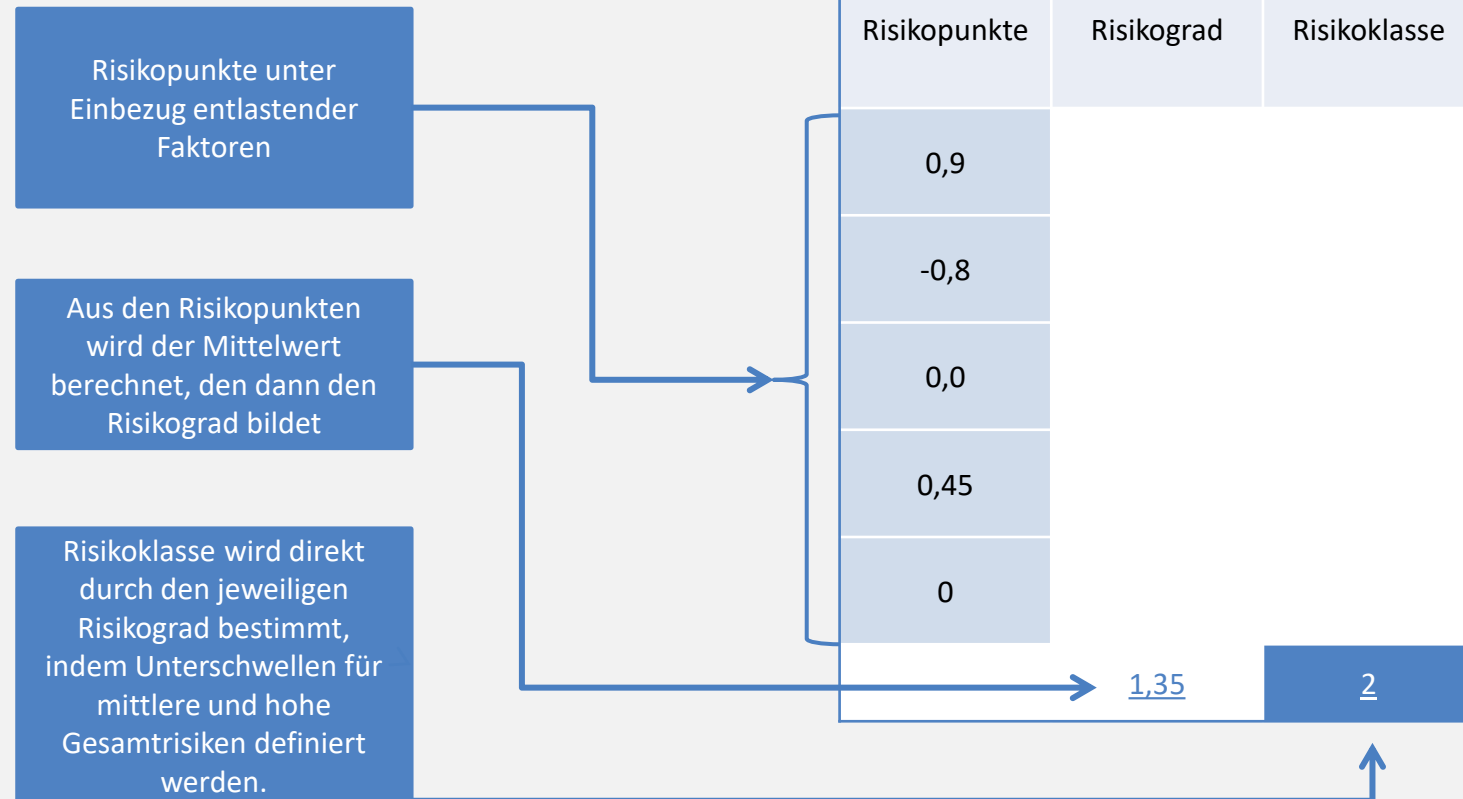 Risikopunkte unter
Einbezug entlastender
Faktoren
Aus den Risikopunkten
wird der Mittelwert
berechnet, den dann den
Risikograd bildet
Risikoklasse wird direkt
durch den jeweiligen
Risikograd bestimmt,
indem Unterschwellen für
mittlere und hohe
Gesamtrisiken definiert
werden.
Risikopunkte Risikograd Risikoklasse
0,9
-0,8
0,0
0,45
0
1,35 2